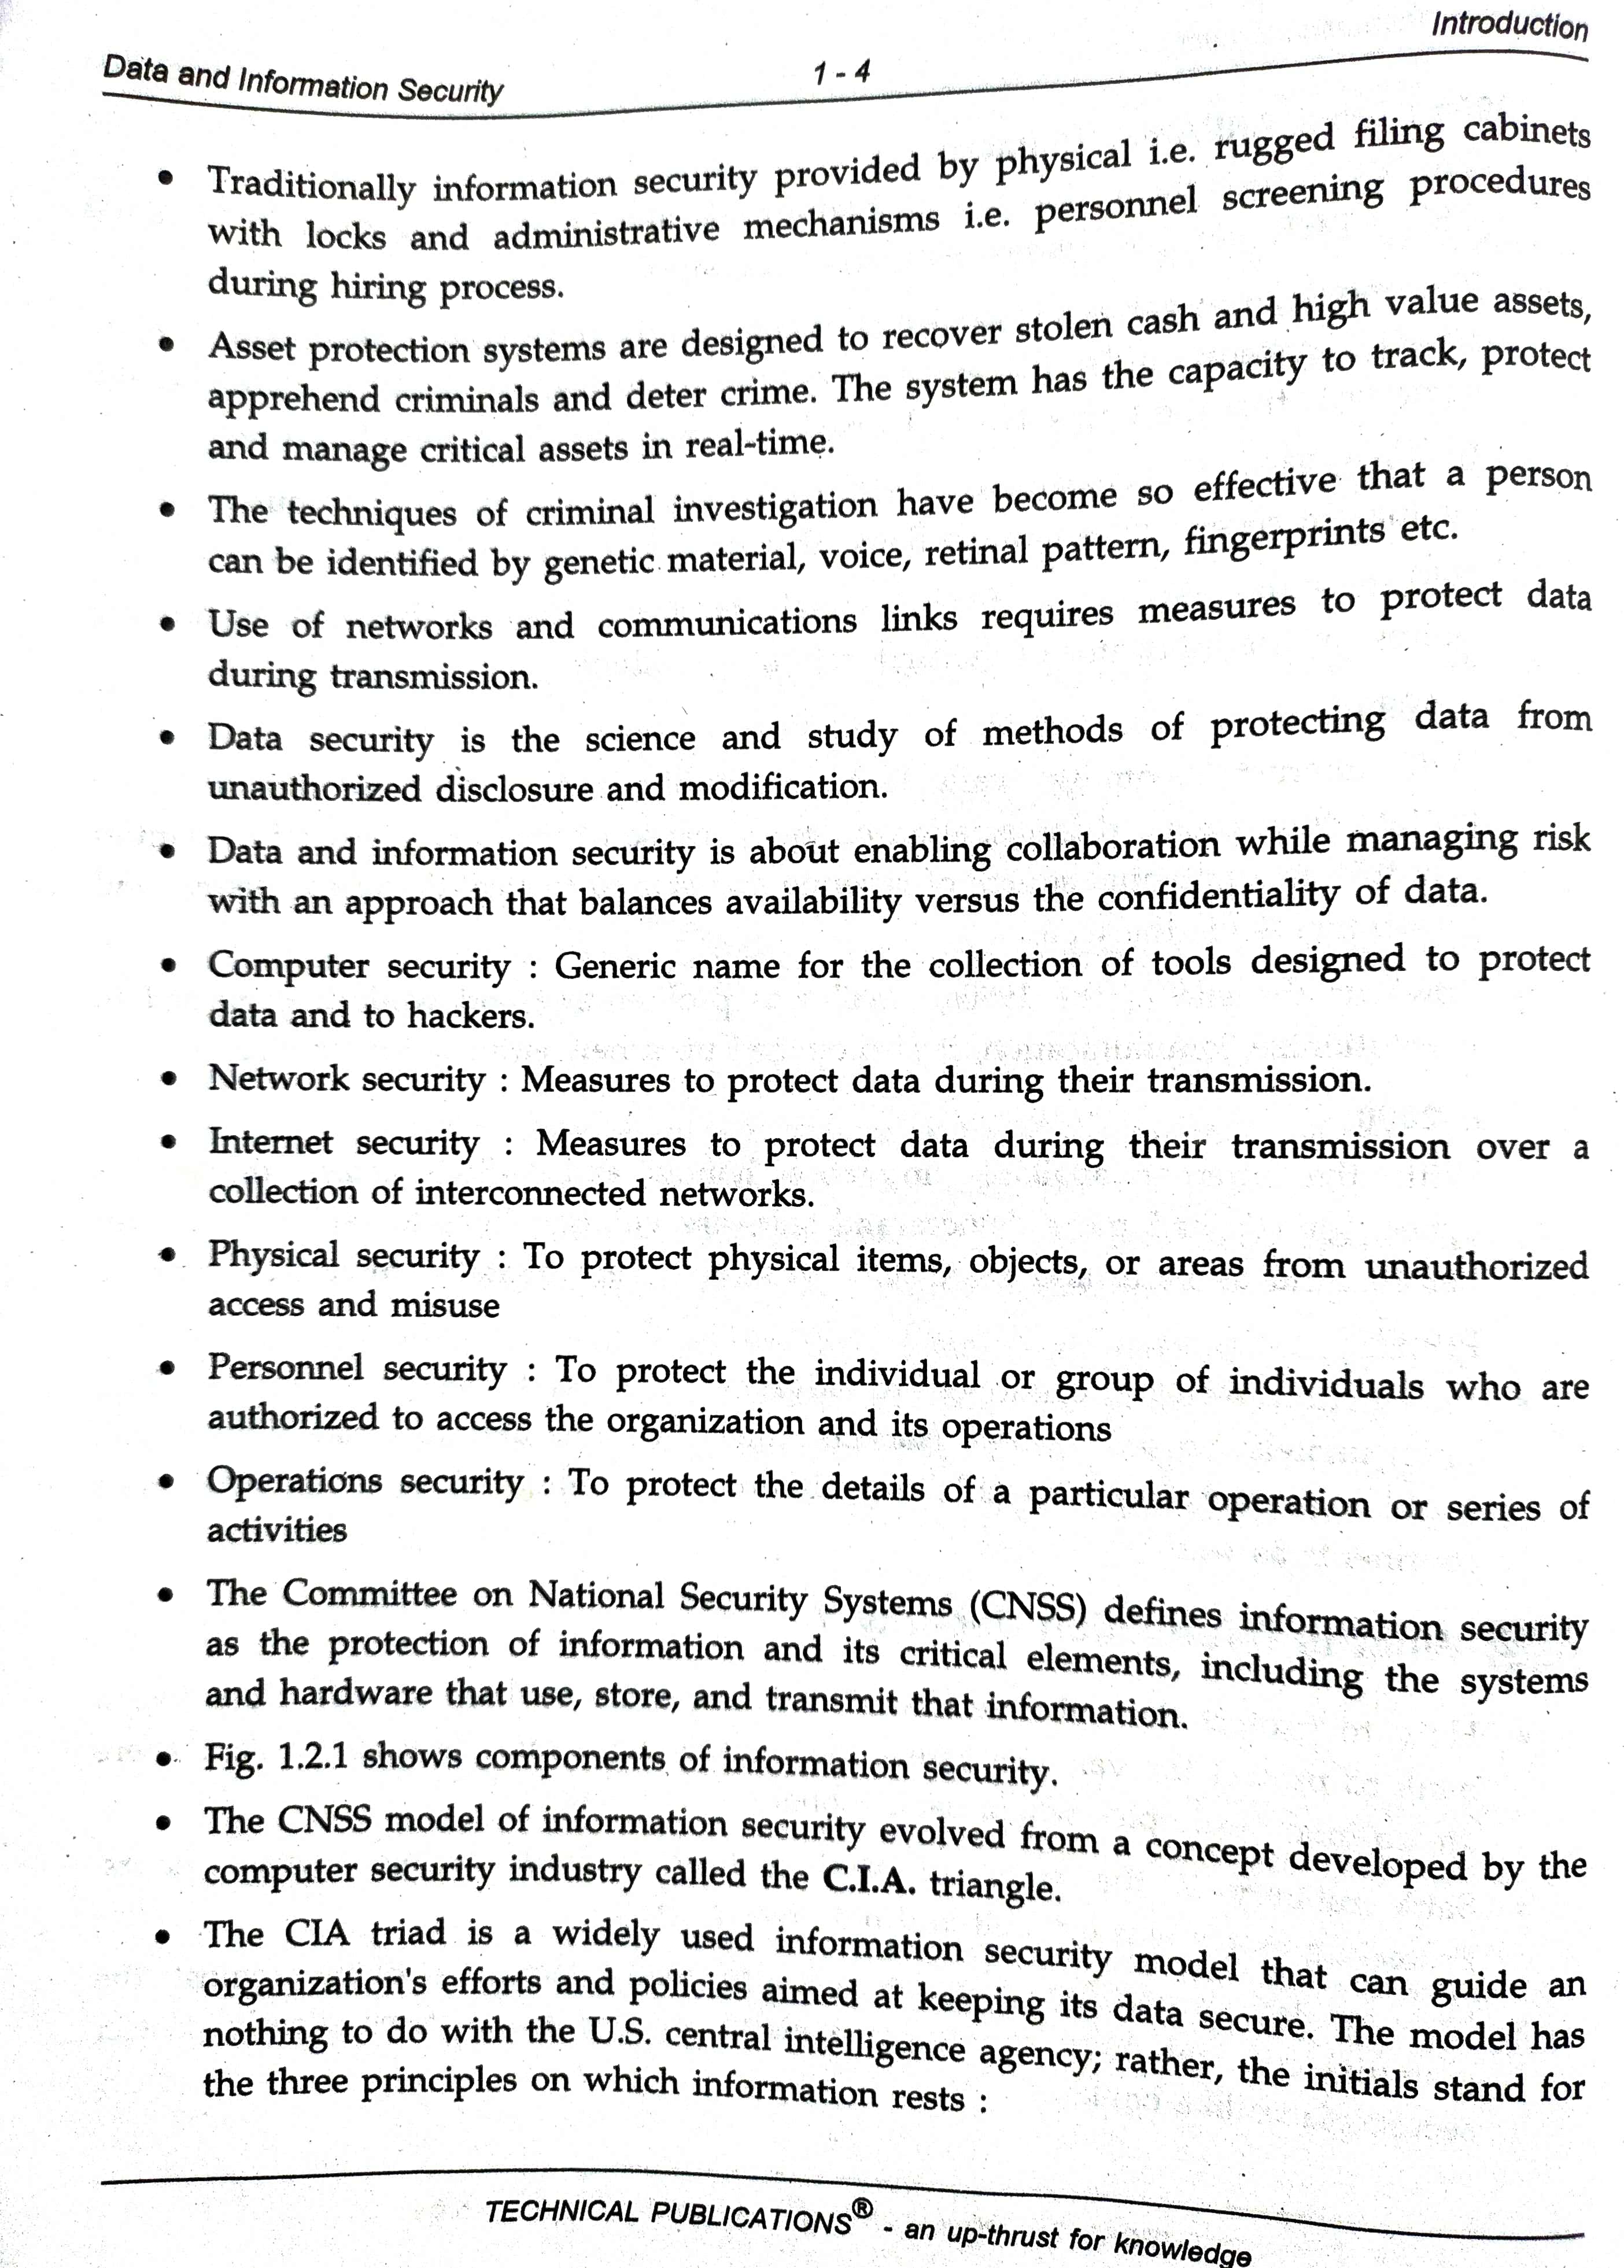 Introduction
Data and Information Security
1 - 4
• Traditionally information security provided by physical i.e. rugged filing cabinets
with locks and administrative mechanisms i.e. personnel screening procedures
during hiring process.
• Asset protection systems are designed to recover stolen cash and high value assets,
apprehend criminals and deter crime. The system has the capacity to track, protect
and manage critical assets in real-time.
• The techniques of criminal investigation have become so effective that a person
can be identified by genetic material, voice, retinal pattern, fingerprints etc.
• Use of networks and communications links requires measures to protect data
during transmission.
• Data security is the science and study of methods of protecting data from
unauthorized disclosure and modification.
• Data and information security is about enabling collaboration while managing risk
with an approach that balances availability versus the confidentiality of data.
• Computer security : Generic name for the collection of tools designed to protect
data and to hackers.
• Network security : Measures to protect data during their transmission.
• Internet security : Measures to protect data during their transmission over a
collection of interconnected networks.
• Physical security : To protect physical items, objects, or areas from unauthorized
access and misuse
• Personnel security : To protect the individual or group of individuals who are
authorized to access the organization and its operations
• Operations security : To protect the details of a particular operation or series of
activities
• The Committee on National Security Systems (CNSS) defines information security
as the protection of information and its critical elements, including the systems
and hardware that use, store, and transmit that information.
• Fig. 1.2.1 shows components of information security.
• The CNSS model of information security evolved from a concept developed by the
computer security industry called the C.I.A. triangle.
• The CIA triad is a widely used information security model that can guide an
organization's efforts and policies aimed at keeping its data secure. The model has
nothing to do with the U.S. central intelligence agency; rather, the initials stand for
the three principles on which information rests :
TECHNICAL PUBLICATIONS® - an up-thrust for knowledge